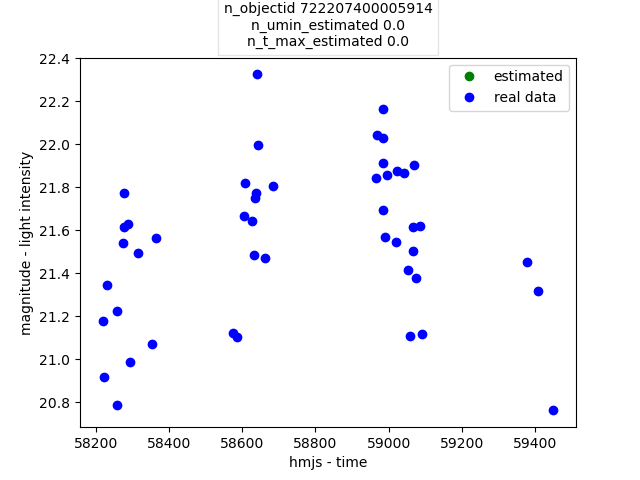 n_objectid 722207400005914
n_umin_estimated 0.0
n_t_max_estimated 0.0
estimated
real data
magnitude - light intensity
22.4
22.2
22.0
21.8
21.6
21.4
21.2
21.0
20.8
58200 58400 58600 58800 59000 59200 59400
hmjs - time